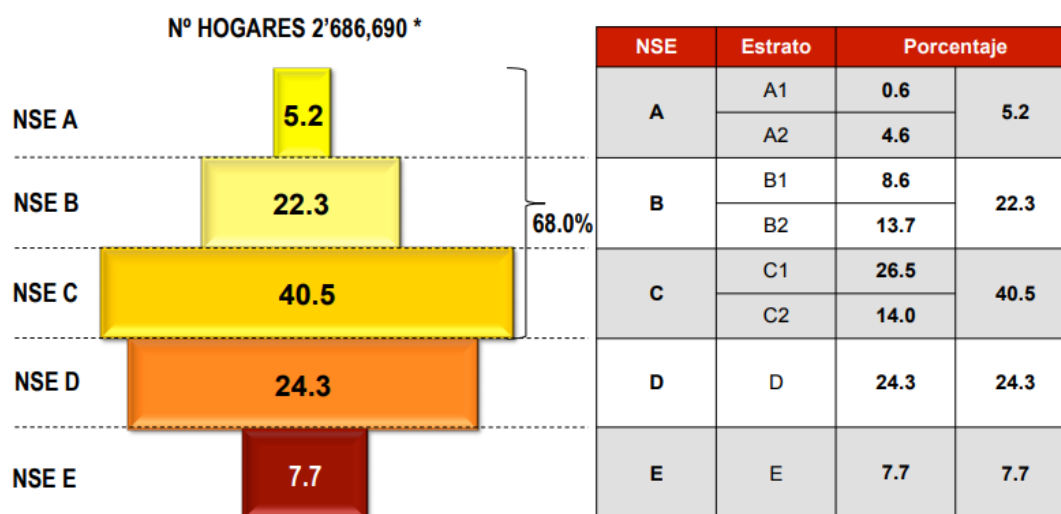 Nº HOGARES 2'686,690 *
NSE A
5.2
NSE B
22.3
68.0%
NSE C
40.5
NSE D
24.3
NSE E
7.7
NSE Estrato Porcentaje
A A1 0.6 5.2
A2 4.6
B B1 8.6 22.3
B2 13.7
C C1 26.5 40.5
C2 14.0
D D 24.3 24.3
E E 7.7 7.7